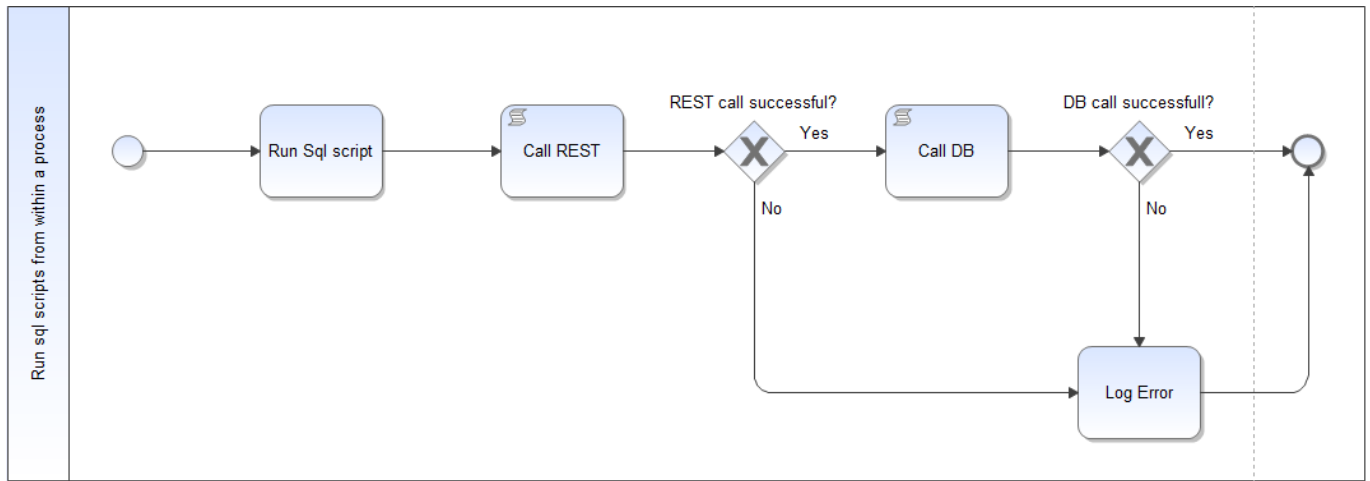 Run sql scripts from within a process
Run Sql script
Call REST
REST call successful?
Yes
No
Call DB
DB call successfull?
Yes
No
Log Error